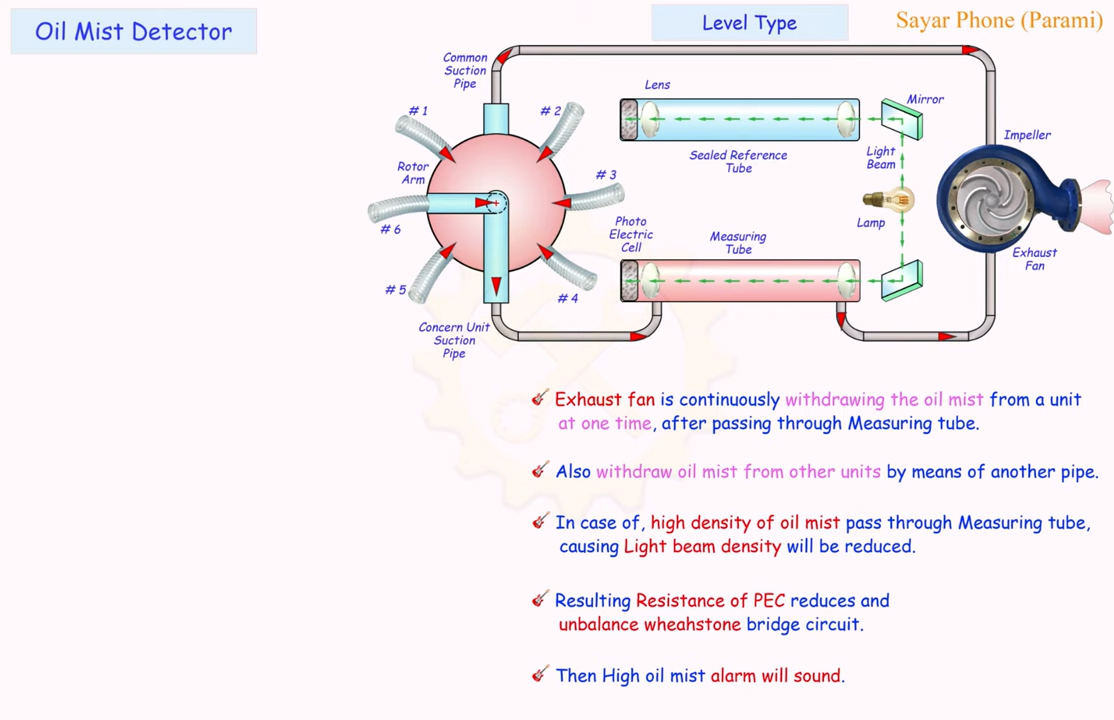 Oil Mist Detector
Level Type
Sayar Phone (Parami)
Common
Suction
Pipe
# 1
# 2
Lens
Mirror
Impeller
Sealed Reference
Tube
Light
Beam
Rotor
Arm
# 3
# 6
Photo
Electric
Cell
Measuring
Tube
Lamp
Exhaust
Fan
# 5
# 4
Concern Unit
Suction
Pipe
Exhaust fan is continuously withdrawing the oil mist from a unit
at one time, after passing through Measuring tube.
Also withdraw oil mist from other units by means of another pipe.
In case of, high density of oil mist pass through Measuring tube,
causing Light beam density will be reduced.
Resulting Resistance of PEC reduces and
unbalance wheahstone bridge circuit.
Then High oil mist alarm will sound.